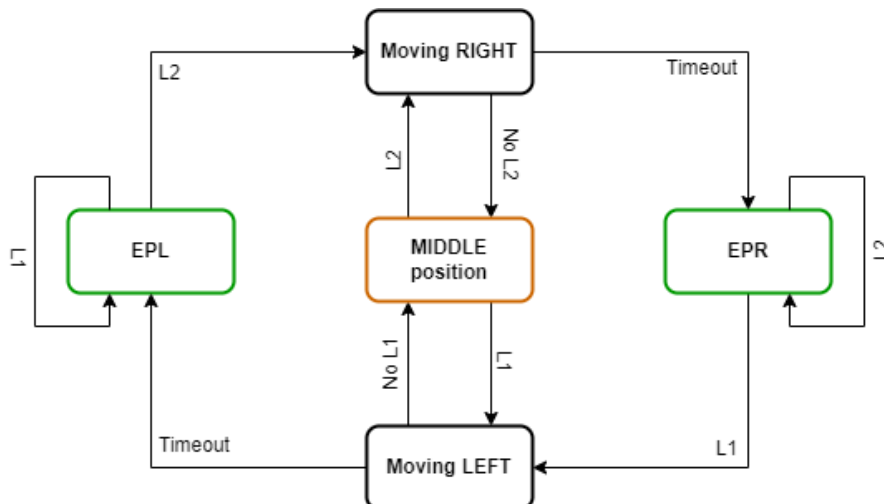 Moving RIGHT
L2
Timeout
L2
No L2
L1
EPL
MIDDLE
position
EPR
L2
No L1
L1
Timeout
Moving LEFT
L1